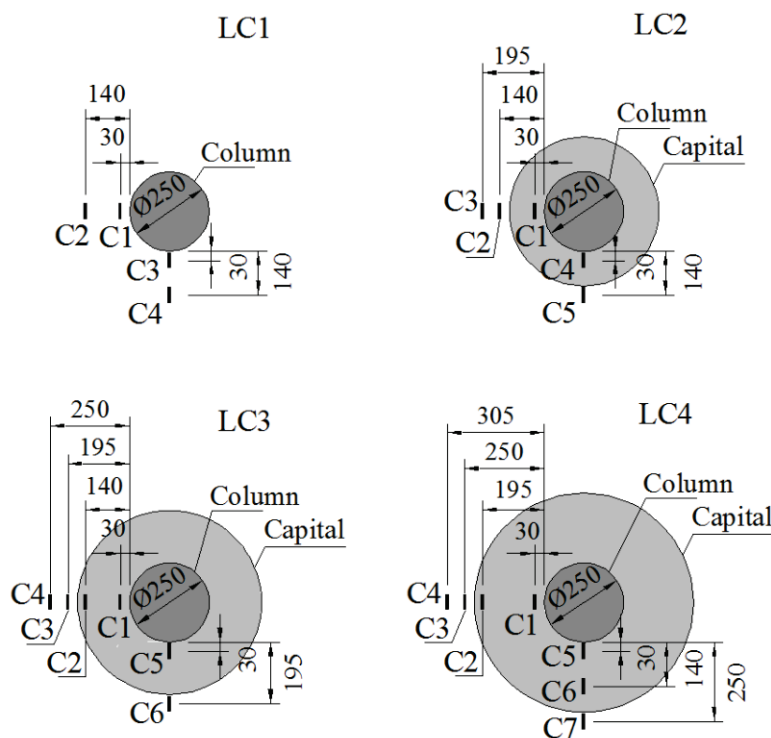 LC1
140
30
Column
Ø250
C2
C1
C3
C4
30
140
LC2
195
140
30
Column
Capital
Ø250
C3
C2
C1
C4
C5
30
140
LC3
250
195
140
30
Column
Capital
Ø250
C4
C3
C2
C1
C5
C6
30
195
LC4
305
250
195
30
Column
Capital
Ø250
C4
C3
C2
C1
C5
C6
C7
30
140
250